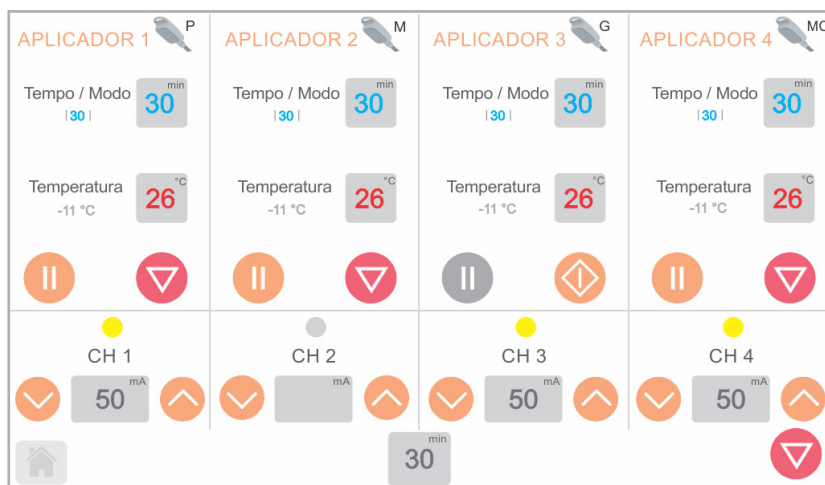 APLICADOR 1 P
Tempo / Modo
|30|
30 min
Temperatura
-11 °C
26 °C
APLICADOR 2 M
Tempo / Modo
|30|
30 min
Temperatura
-11 °C
26 °C
APLICADOR 3 G
Tempo / Modo
|30|
30 min
Temperatura
-11 °C
26 °C
APLICADOR 4 MC
Tempo / Modo
|30|
30 min
Temperatura
-11 °C
26 °C
CH 1
50 mA
CH 2
mA
CH 3
50 mA
CH 4
50 mA
30 min